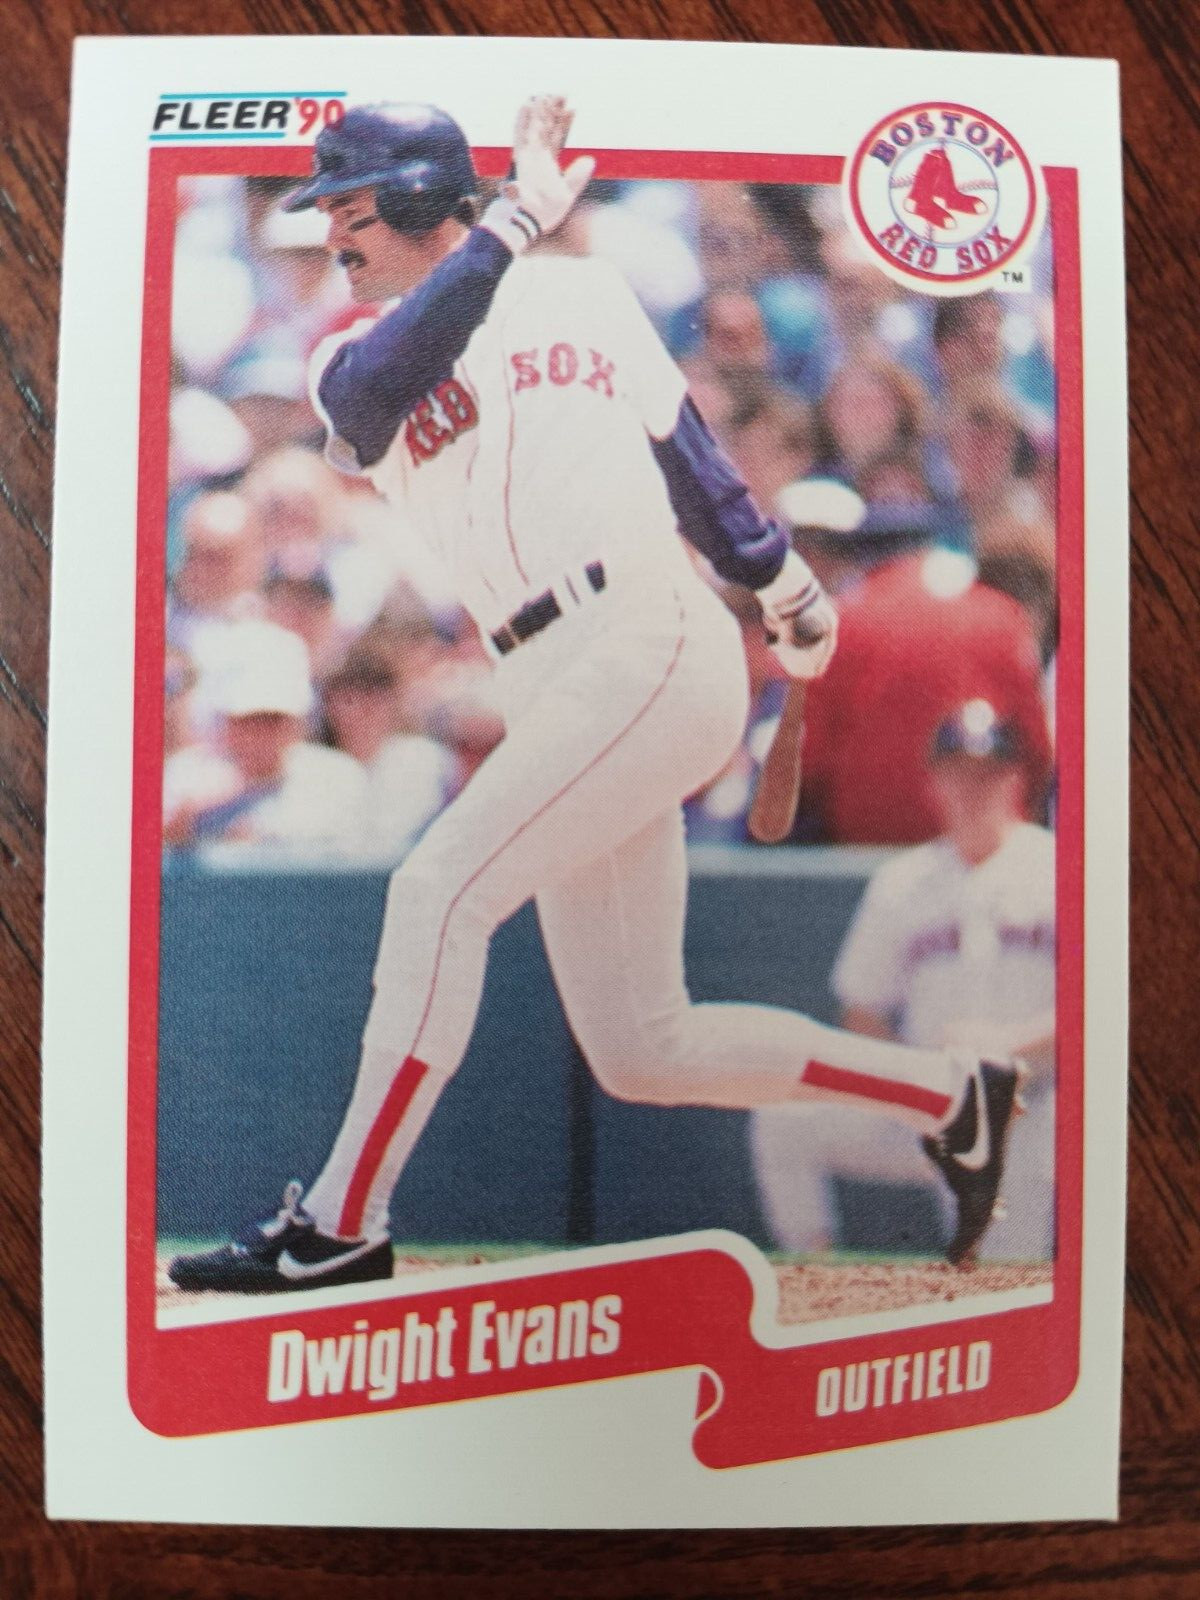 FLEER '90
BOSTON
RED SOX
TM
RED SOX
Dwight Evans
OUTFIELD